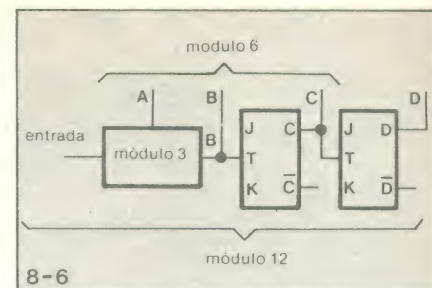 modulo 6
A B C D
entrada
módulo 3
B
J C
T
K C̅
J D
T
K D̅
módulo 12
8-6